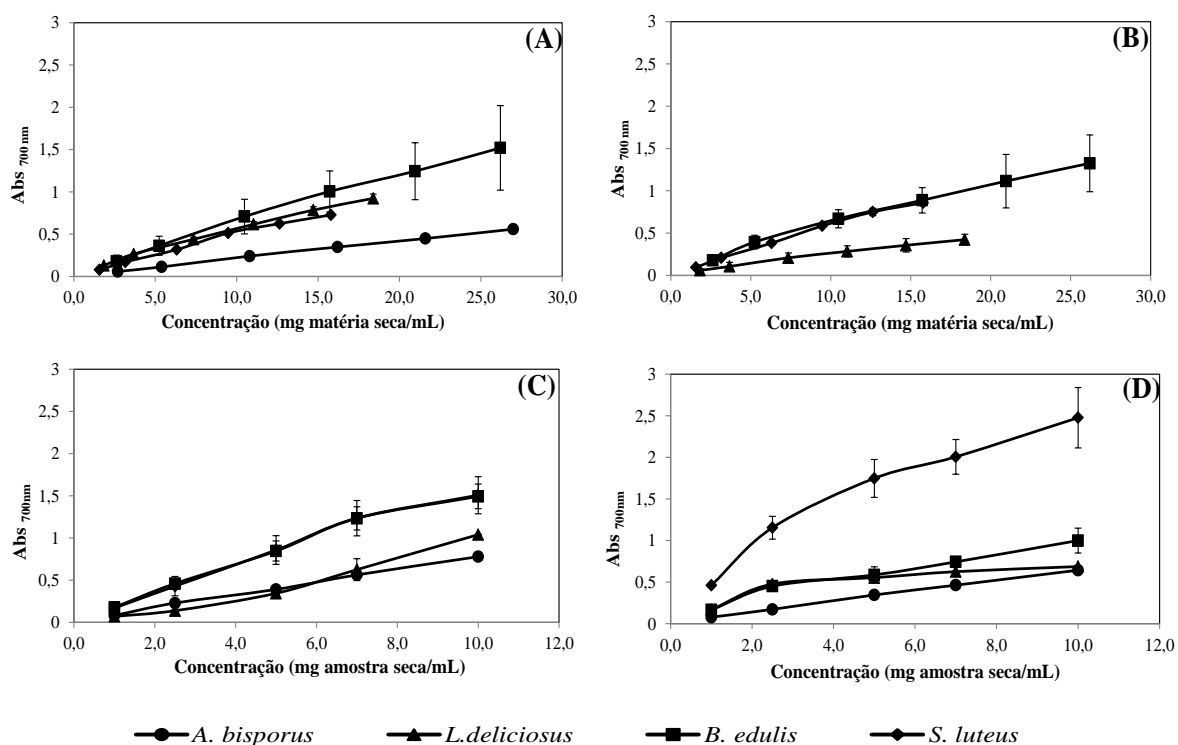 (A)
3
2,5
2
1,5
1
0,5
0
Abs 700 nm
0,0 5,0 10,0 15,0 20,0 25,0 30,0
Concentração (mg matéria seca/mL)
(B)
3
2,5
2
1,5
1
0,5
0
Abs 700 nm
0,0 5,0 10,0 15,0 20,0 25,0 30,0
Concentração (mg matéria seca/mL)
(C)
3
2,5
2
1,5
1
0,5
0
Abs 700nm
0,0 2,0 4,0 6,0 8,0 10,0 12,0
Concentração (mg amostra seca/mL)
(D)
3
2,5
2
1,5
1
0,5
0
Abs 700nm
0,0 2,0 4,0 6,0 8,0 10,0 12,0
Concentração (mg amostra seca/mL)
A. bisporus L.deliciosus B. edulis S. luteus